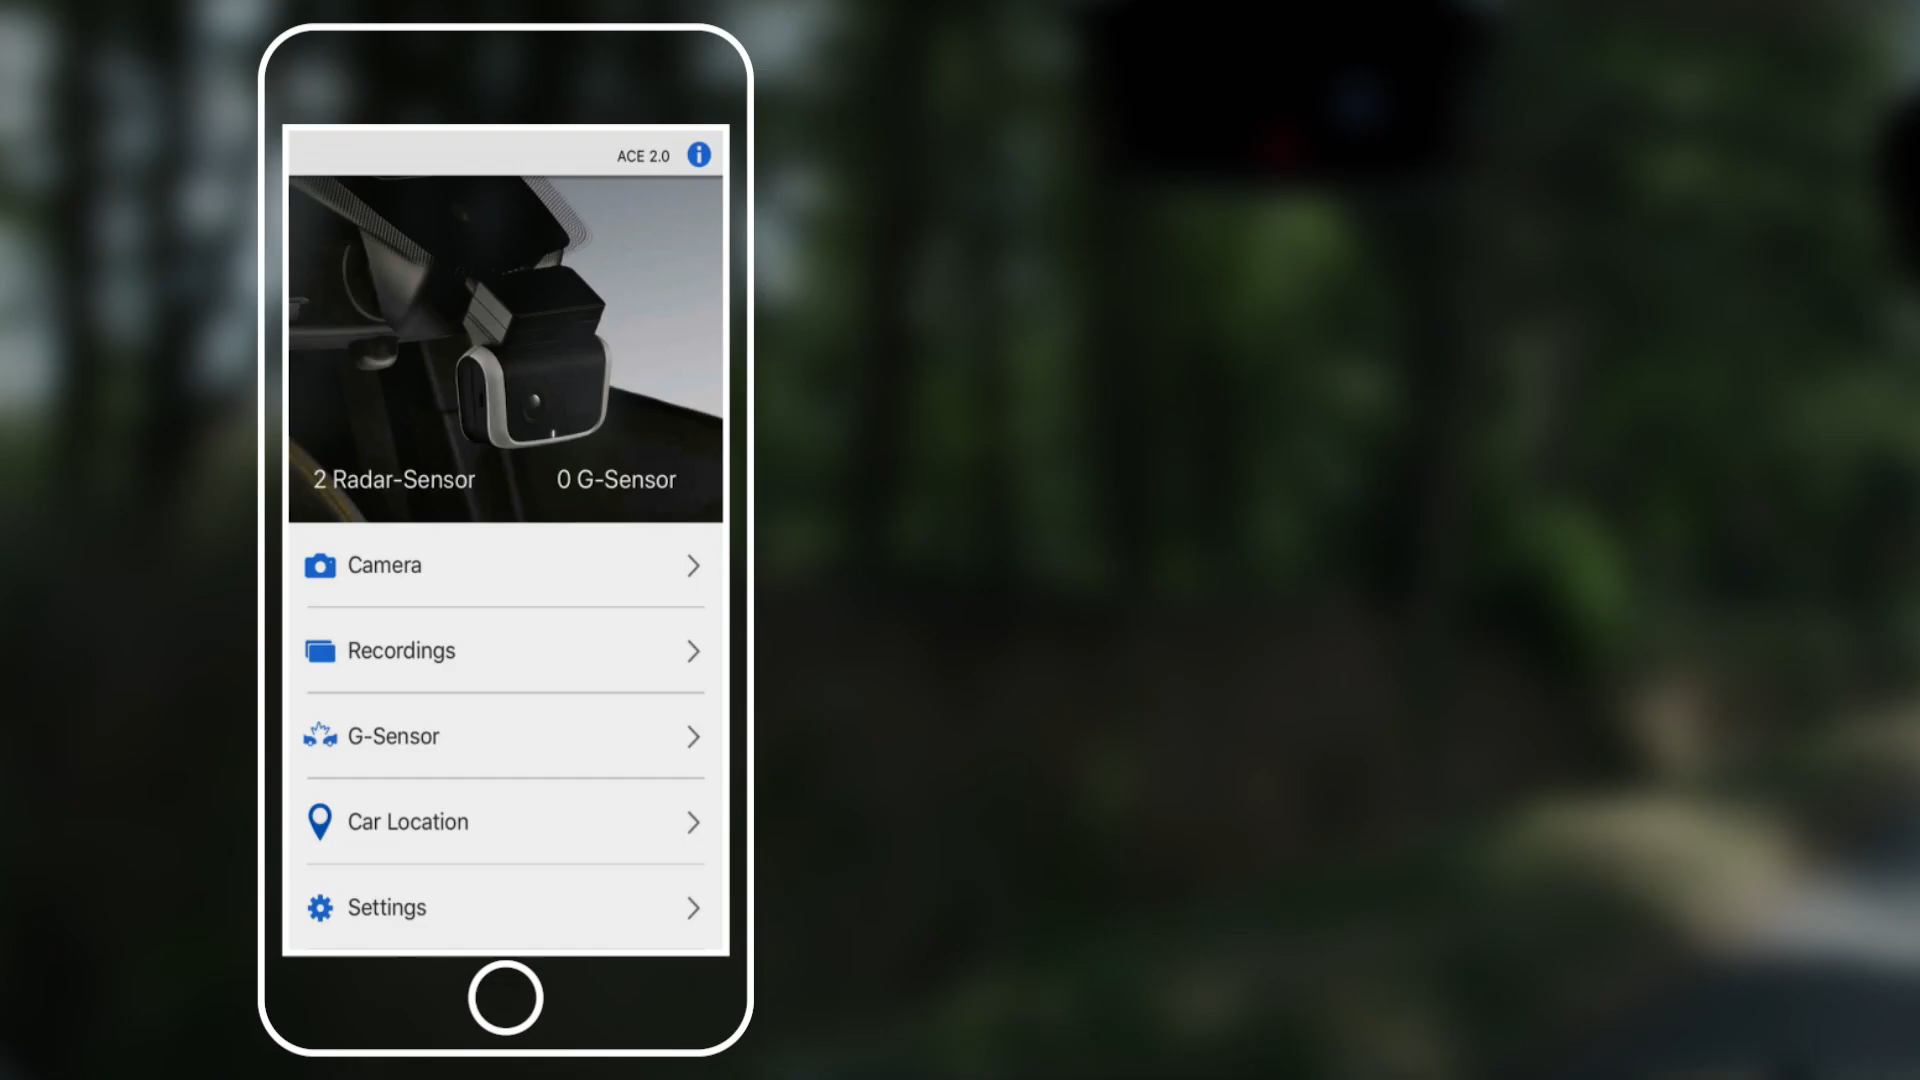 ACE 2.0
2 Radar-Sensor
0 G-Sensor
Camera
Recordings
G-Sensor
Car Location
Settings